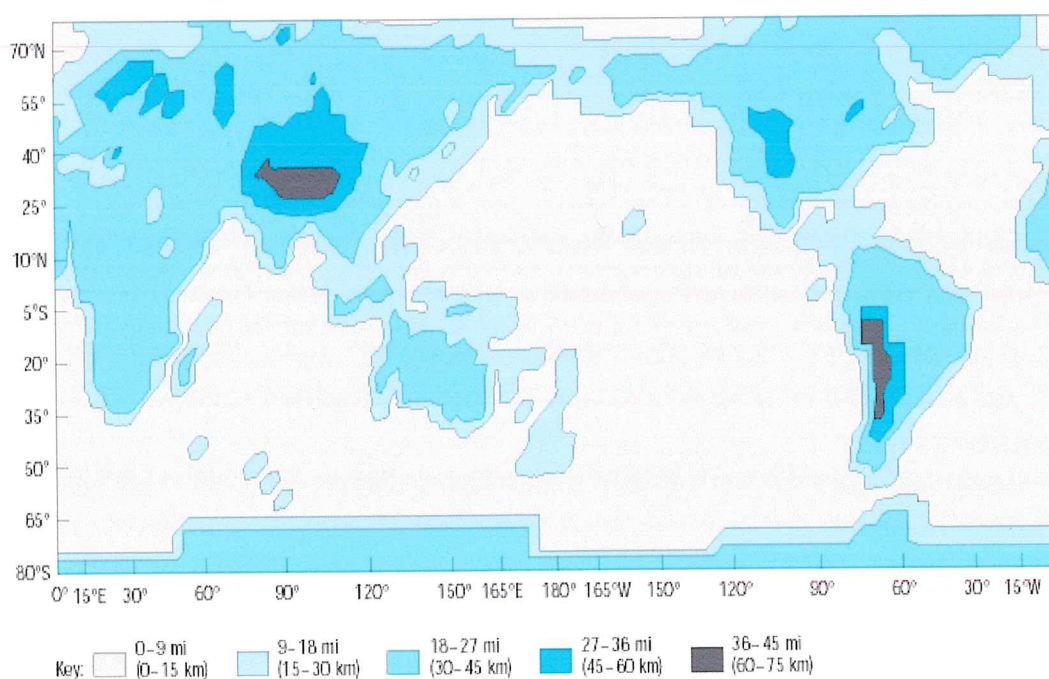 70°N
55°
40°
25°
10°N
5°S
20°
35°
50°
65°
80°S
0° 15°E 30° 60° 90° 120° 150° 165°E 180° 165°W 150° 120° 90° 60° 30° 15°W
Key: 0–9 mi (0–15 km) 9–18 mi (15–30 km) 18–27 mi (30–45 km) 27–36 mi (45–60 km) 36–45 mi (60–75 km)